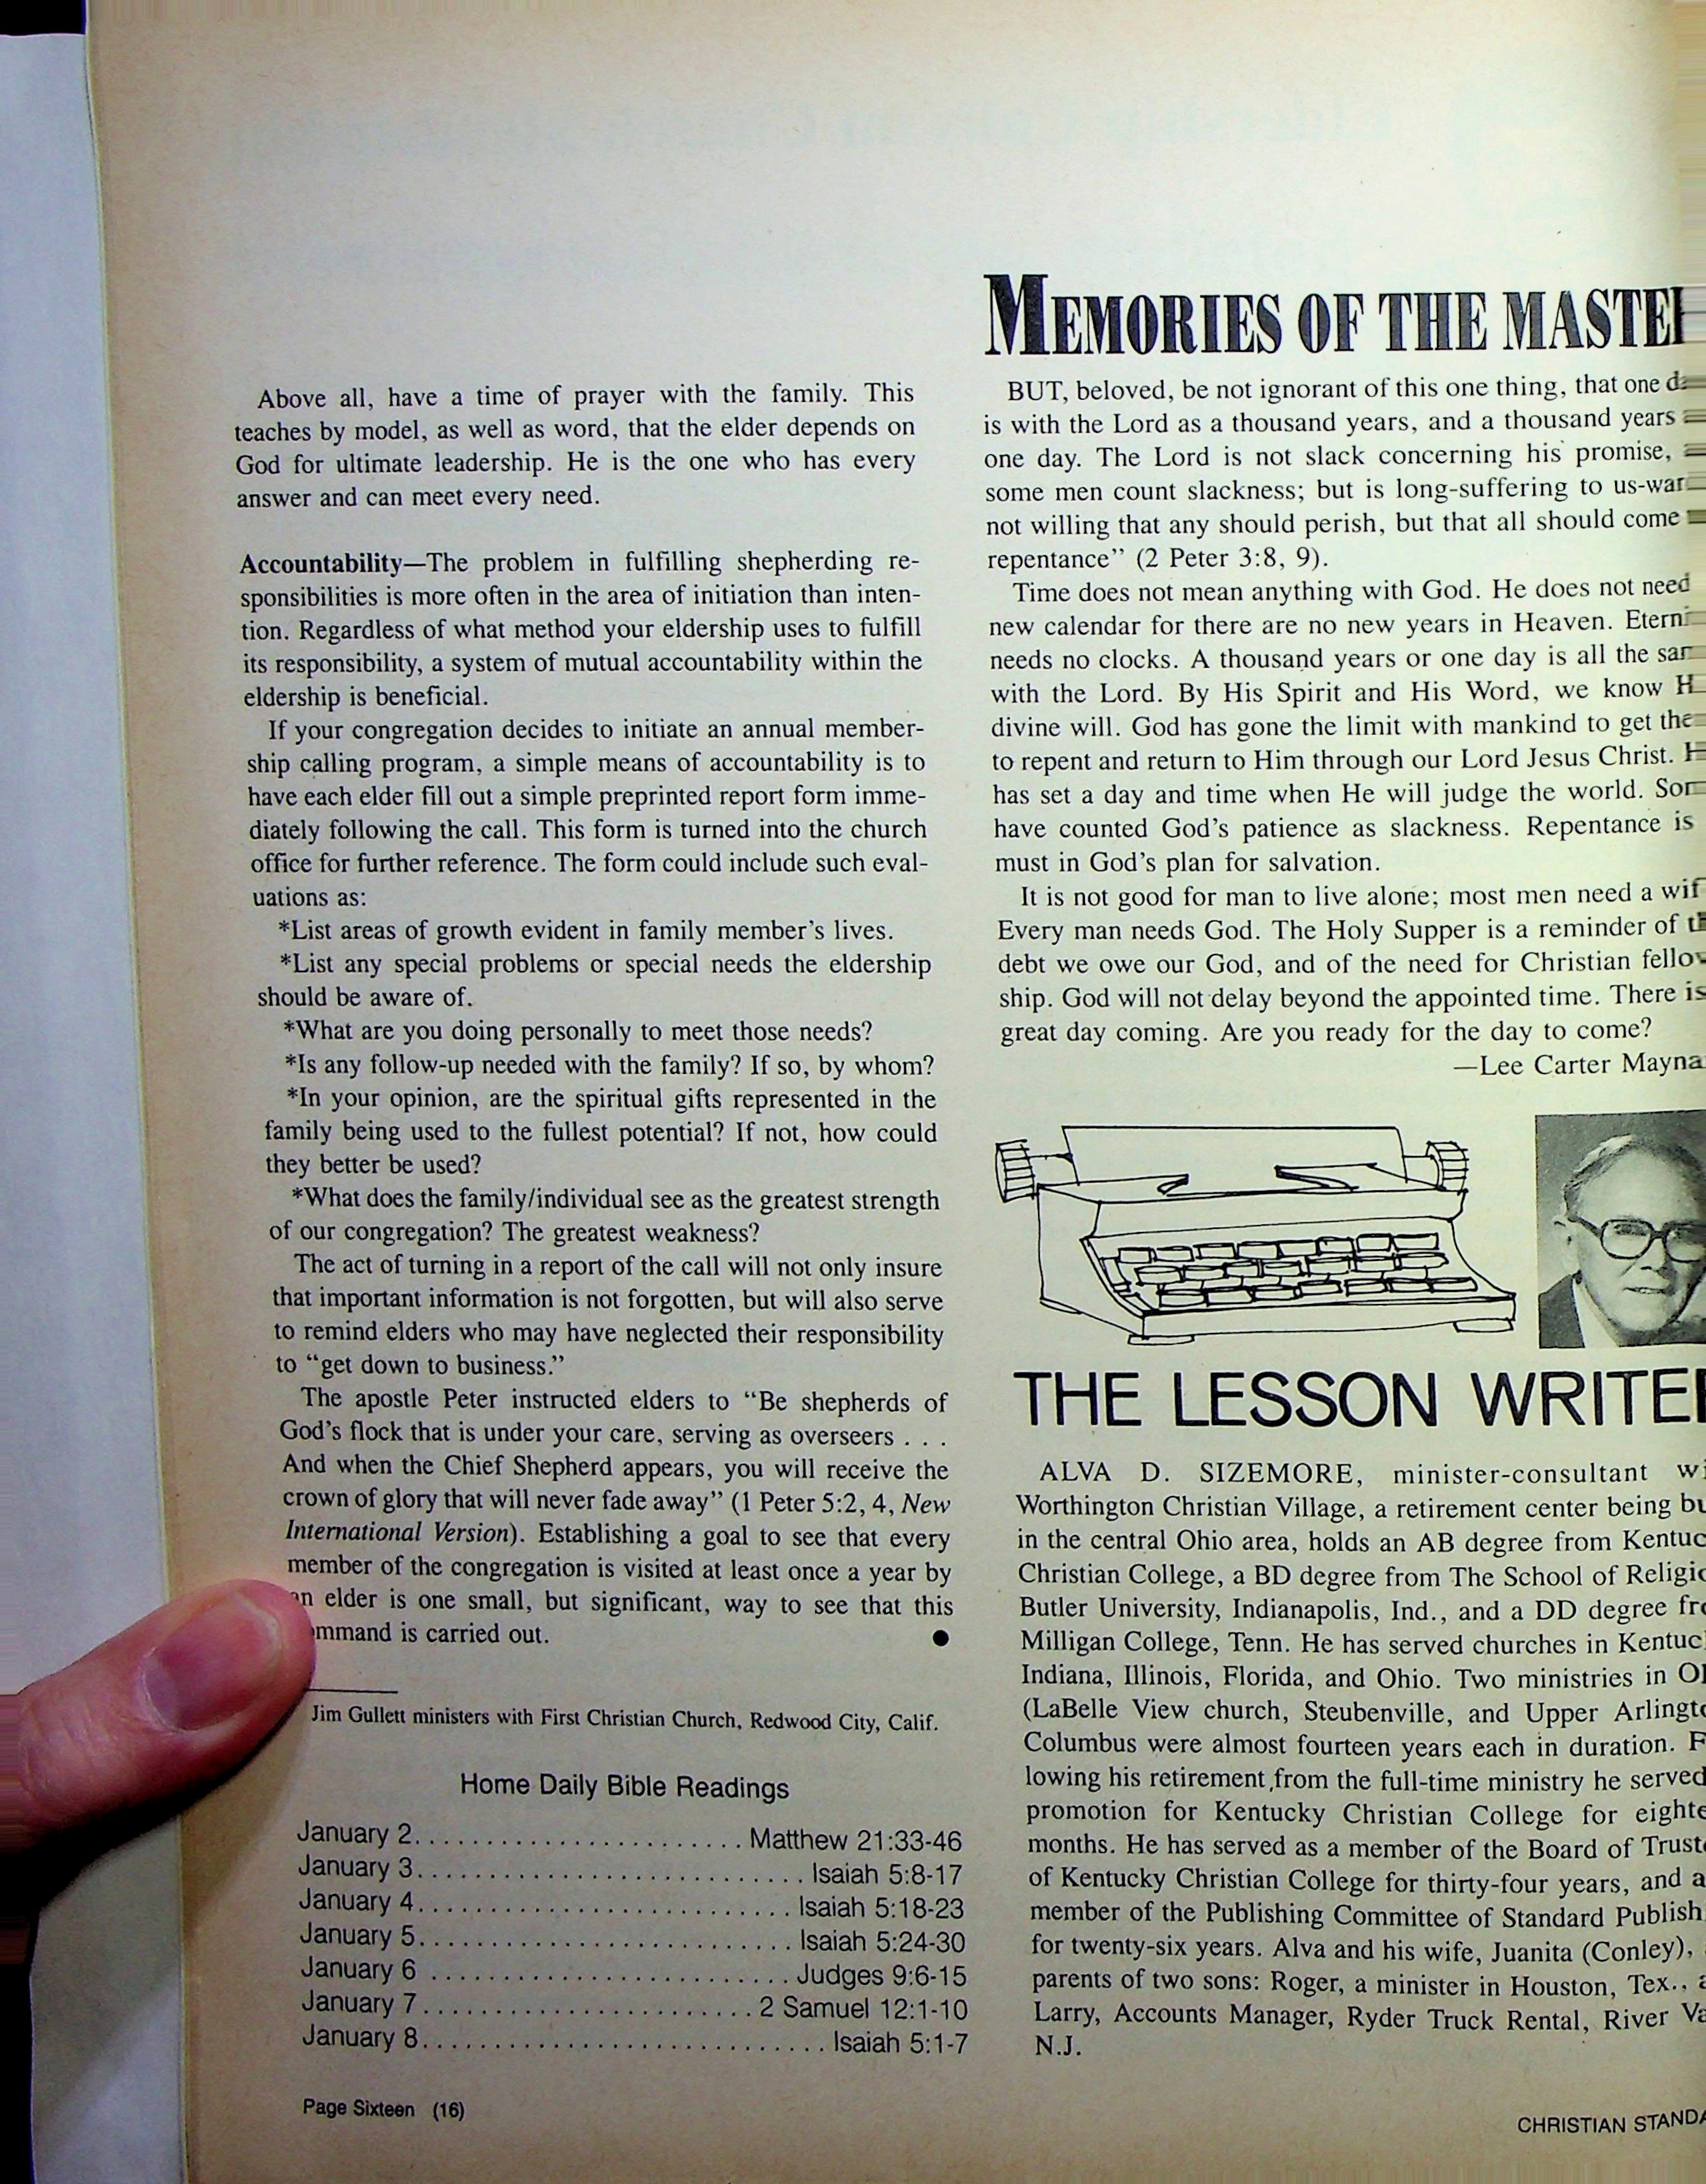 Above all, have a time of prayer with the family. This
teaches by model, as well as word, that the elder depends on
God for ultimate leadership. He is the one who has every
answer and can meet every need.
Accountability—The problem in fulfilling shepherding re-
sponsibilities is more often in the area of initiation than inten-
tion. Regardless of what method your eldership uses to fulfill
its responsibility, a system of mutual accountability within the
eldership is beneficial.
If your congregation decides to initiate an annual member-
ship calling program, a simple means of accountability is to
have each elder fill out a simple preprinted report form imme-
diately following the call. This form is turned into the church
office for further reference. The form could include such eval-
uations as:
*List areas of growth evident in family member's lives.
*List any special problems or special needs the eldership
should be aware of.
*What are you doing personally to meet those needs?
*Is any follow-up needed with the family? If so, by whom?
*In your opinion, are the spiritual gifts represented in the
family being used to the fullest potential? If not, how could
they better be used?
*What does the family/individual see as the greatest strength
of our congregation? The greatest weakness?
The act of turning in a report of the call will not only insure
that important information is not forgotten, but will also serve
to remind elders who may have neglected their responsibility
to “get down to business.”
The apostle Peter instructed elders to “Be shepherds of
God's flock that is under your care, serving as overseers . . .
And when the Chief Shepherd appears, you will receive the
crown of glory that will never fade away” (1 Peter 5:2, 4, New
International Version). Establishing a goal to see that every
member of the congregation is visited at least once a year by
elder is one small, but significant, way to see that this
is carried out.
Jim Gullett ministers with First Christian Church, Redwood City, Calif.
Home Daily Bible Readings
January 2. . . . . . . . . . . . . . . . . . . . . . . . Matthew 21:33-46
January 3. . . . . . . . . . . . . . . . . . . . . . . . . . . . Isaiah 5:8-17
January 4. . . . . . . . . . . . . . . . . . . . . . . . . . . Isaiah 5:18-23
January 5. . . . . . . . . . . . . . . . . . . . . . . . . . . Isaiah 5:24-30
January 6 . . . . . . . . . . . . . . . . . . . . . . . . . . Judges 9:6-15
January 7. . . . . . . . . . . . . . . . . . . . . . . . 2 Samuel 12:1-10
January 8. . . . . . . . . . . . . . . . . . . . . . . . . . . . . Isaiah 5:1-7
Page Sixteen (16)
MEMORIES OF THE MASTE
BUT, beloved, be not ignorant of this one thing, that one
is with the Lord as a thousand years, and a thousand years
one day. The Lord is not slack concerning his promise,
some men count slackness; but is long-suffering to us-war
not willing that any should perish, but that all should come
repentance” (2 Peter 3:8, 9).
Time does not mean anything with God. He does not need
new calendar for there are no new years in Heaven. Eterni
needs no clocks. A thousand years or one day is all the
with the Lord. By His Spirit and His Word, we know
divine will. God has gone the limit with mankind to get the
to repent and return to Him through our Lord Jesus Christ.
has set a day and time when He will judge the world.
have counted God's patience as slackness. Repentance is
must in God's plan for salvation.
It is not good for man to live alone; most men need a wif
Every man needs God. The Holy Supper is a reminder of
debt we owe our God, and of the need for Christian fellow
ship. God will not delay beyond the appointed time. There is
great day coming. Are you ready for the day to come?
—Lee Carter Mayna
THE LESSON WRITE
ALVA D. SIZEMORE, minister-consultant wi
Worthington Christian Village, a retirement center being bu
in the central Ohio area, holds an AB degree from Kentuc
Christian College, a BD degree from The School of Religio
Butler University, Indianapolis, Ind., and a DD degree fro
Milligan College, Tenn. He has served churches in Kentuc
Indiana, Illinois, Florida, and Ohio. Two ministries in
(LaBelle View church, Steubenville, and Upper Arlingto
Columbus were almost fourteen years each in duration. F
lowing his retirement from the full-time ministry he served
promotion for Kentucky Christian College for eighte
months. He has served as a member of the Board of Trust
of Kentucky Christian College for thirty-four years, and a
member of the Publishing Committee of Standard Publish
for twenty-six years. Alva and his wife, Juanita (Conley),
parents of two sons: Roger, a minister in Houston, Tex.,
Larry, Accounts Manager, Ryder Truck Rental, River Va
N.J.
CHRISTIAN STANDA